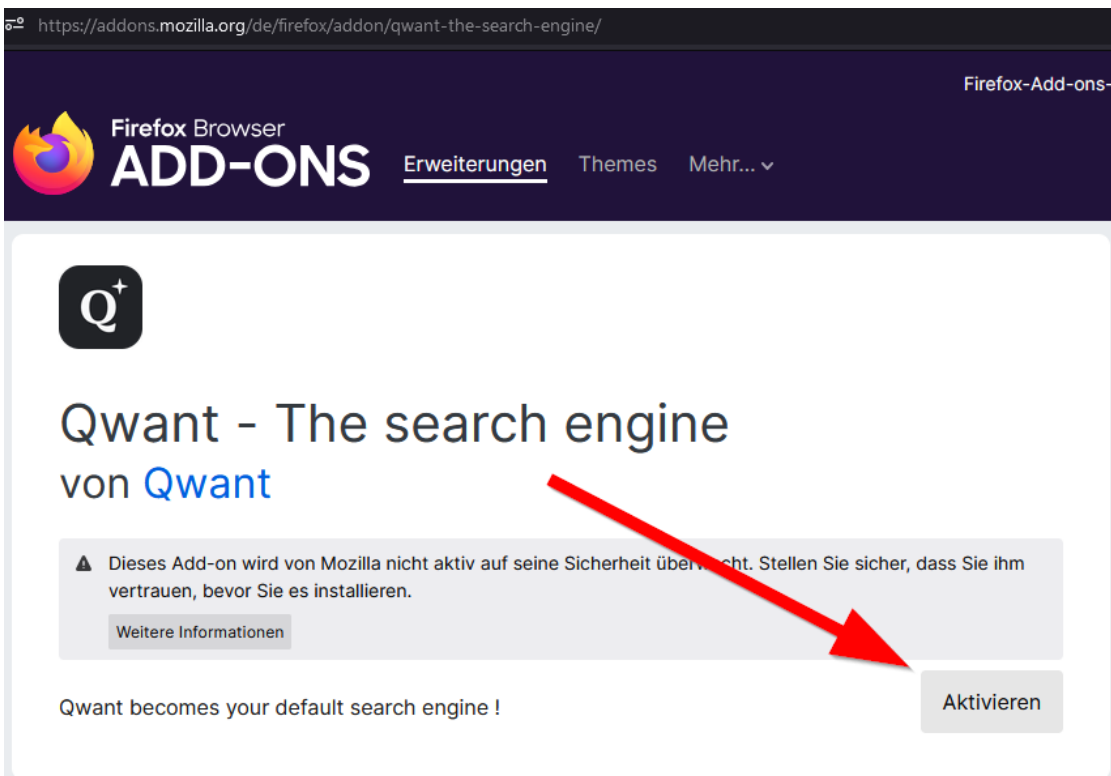 https://addons.mozilla.org/de/firefox/addon/qwant-the-search-engine/
Firefox-Add-ons-
Firefox Browser
ADD-ONS
Erweiterungen
Themes
Mehr...
Q+
Qwant - The search engine
von Qwant
Dieses Add-on wird von Mozilla nicht aktiv auf seine Sicherheit überwacht. Stellen Sie sicher, dass Sie ihm
vertrauen, bevor Sie es installieren.
Weitere Informationen
Qwant becomes your default search engine !
Aktivieren